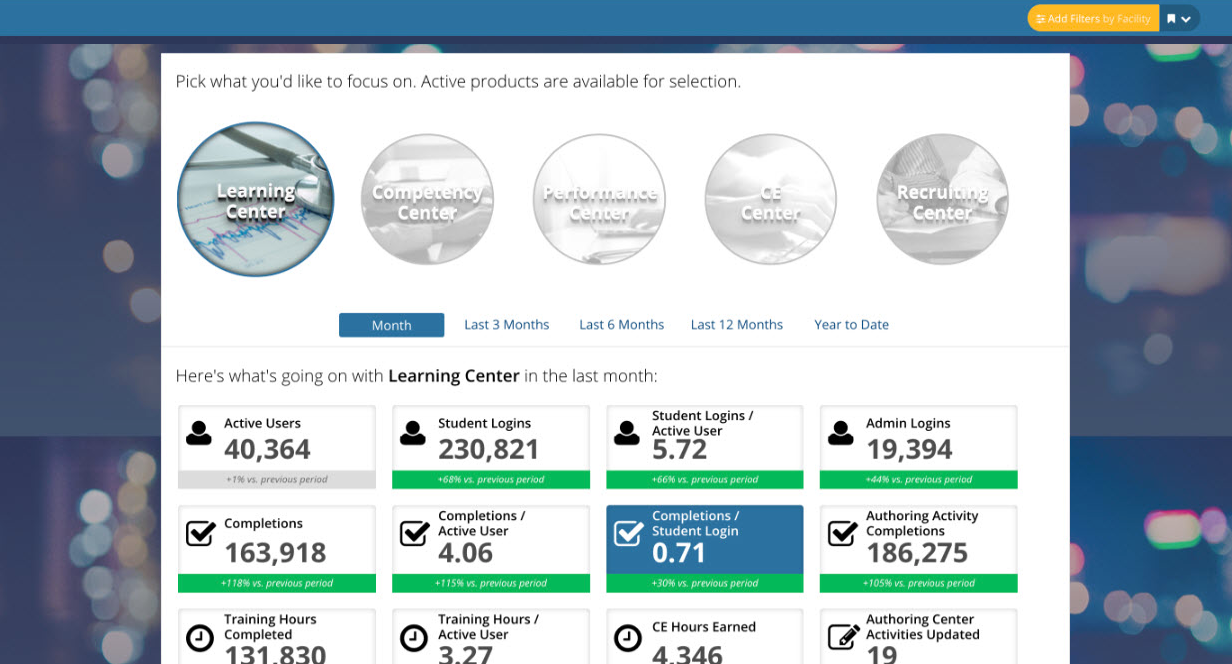 Add Filters by Facility
Pick what you'd like to focus on. Active products are available for selection.
Learning
Center
Competency
Center
Performance
Center
CE
Center
Recruiting
Center
Month
Last 3 Months
Last 6 Months
Last 12 Months
Year to Date
Here's what's going on with Learning Center in the last month:
Active Users
40,364
+1% vs. previous period
Student Logins
230,821
+68% vs. previous period
Student Logins /
Active User
5.72
+66% vs. previous period
Admin Logins
19,394
+44% vs. previous period
Completions
163,918
+118% vs. previous period
Completions /
Active User
4.06
+115% vs. previous period
Completions /
Student Login
0.71
+30% vs. previous period
Authoring Activity
Completions
186,275
+105% vs. previous period
Training Hours
Completed
131,830
Training Hours /
Active User
3.27
CE Hours Earned
4,346
Authoring Center
Activities Updated
19